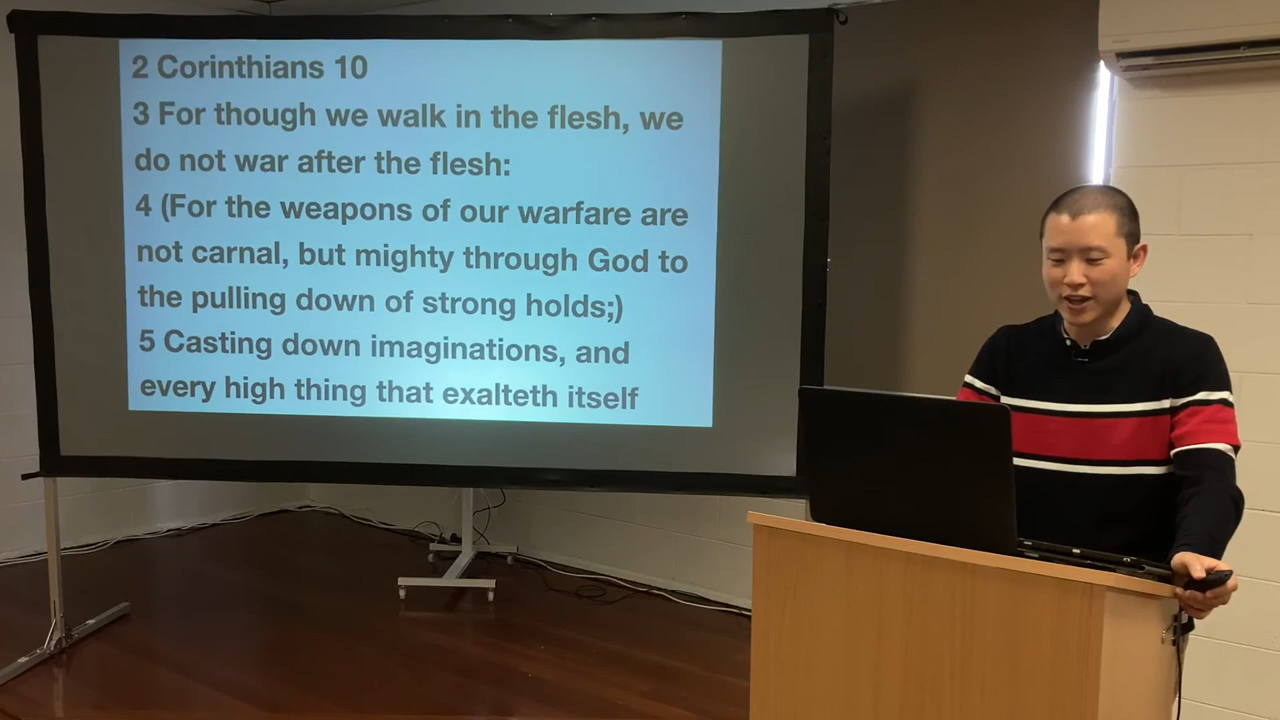 2 Corinthians 10
3 For though we walk in the flesh, we
do not war after the flesh:
4 (For the weapons of our warfare are
not carnal, but mighty through God to
the pulling down of strong holds;)
5 Casting down imaginations, and
every high thing that exalteth itself